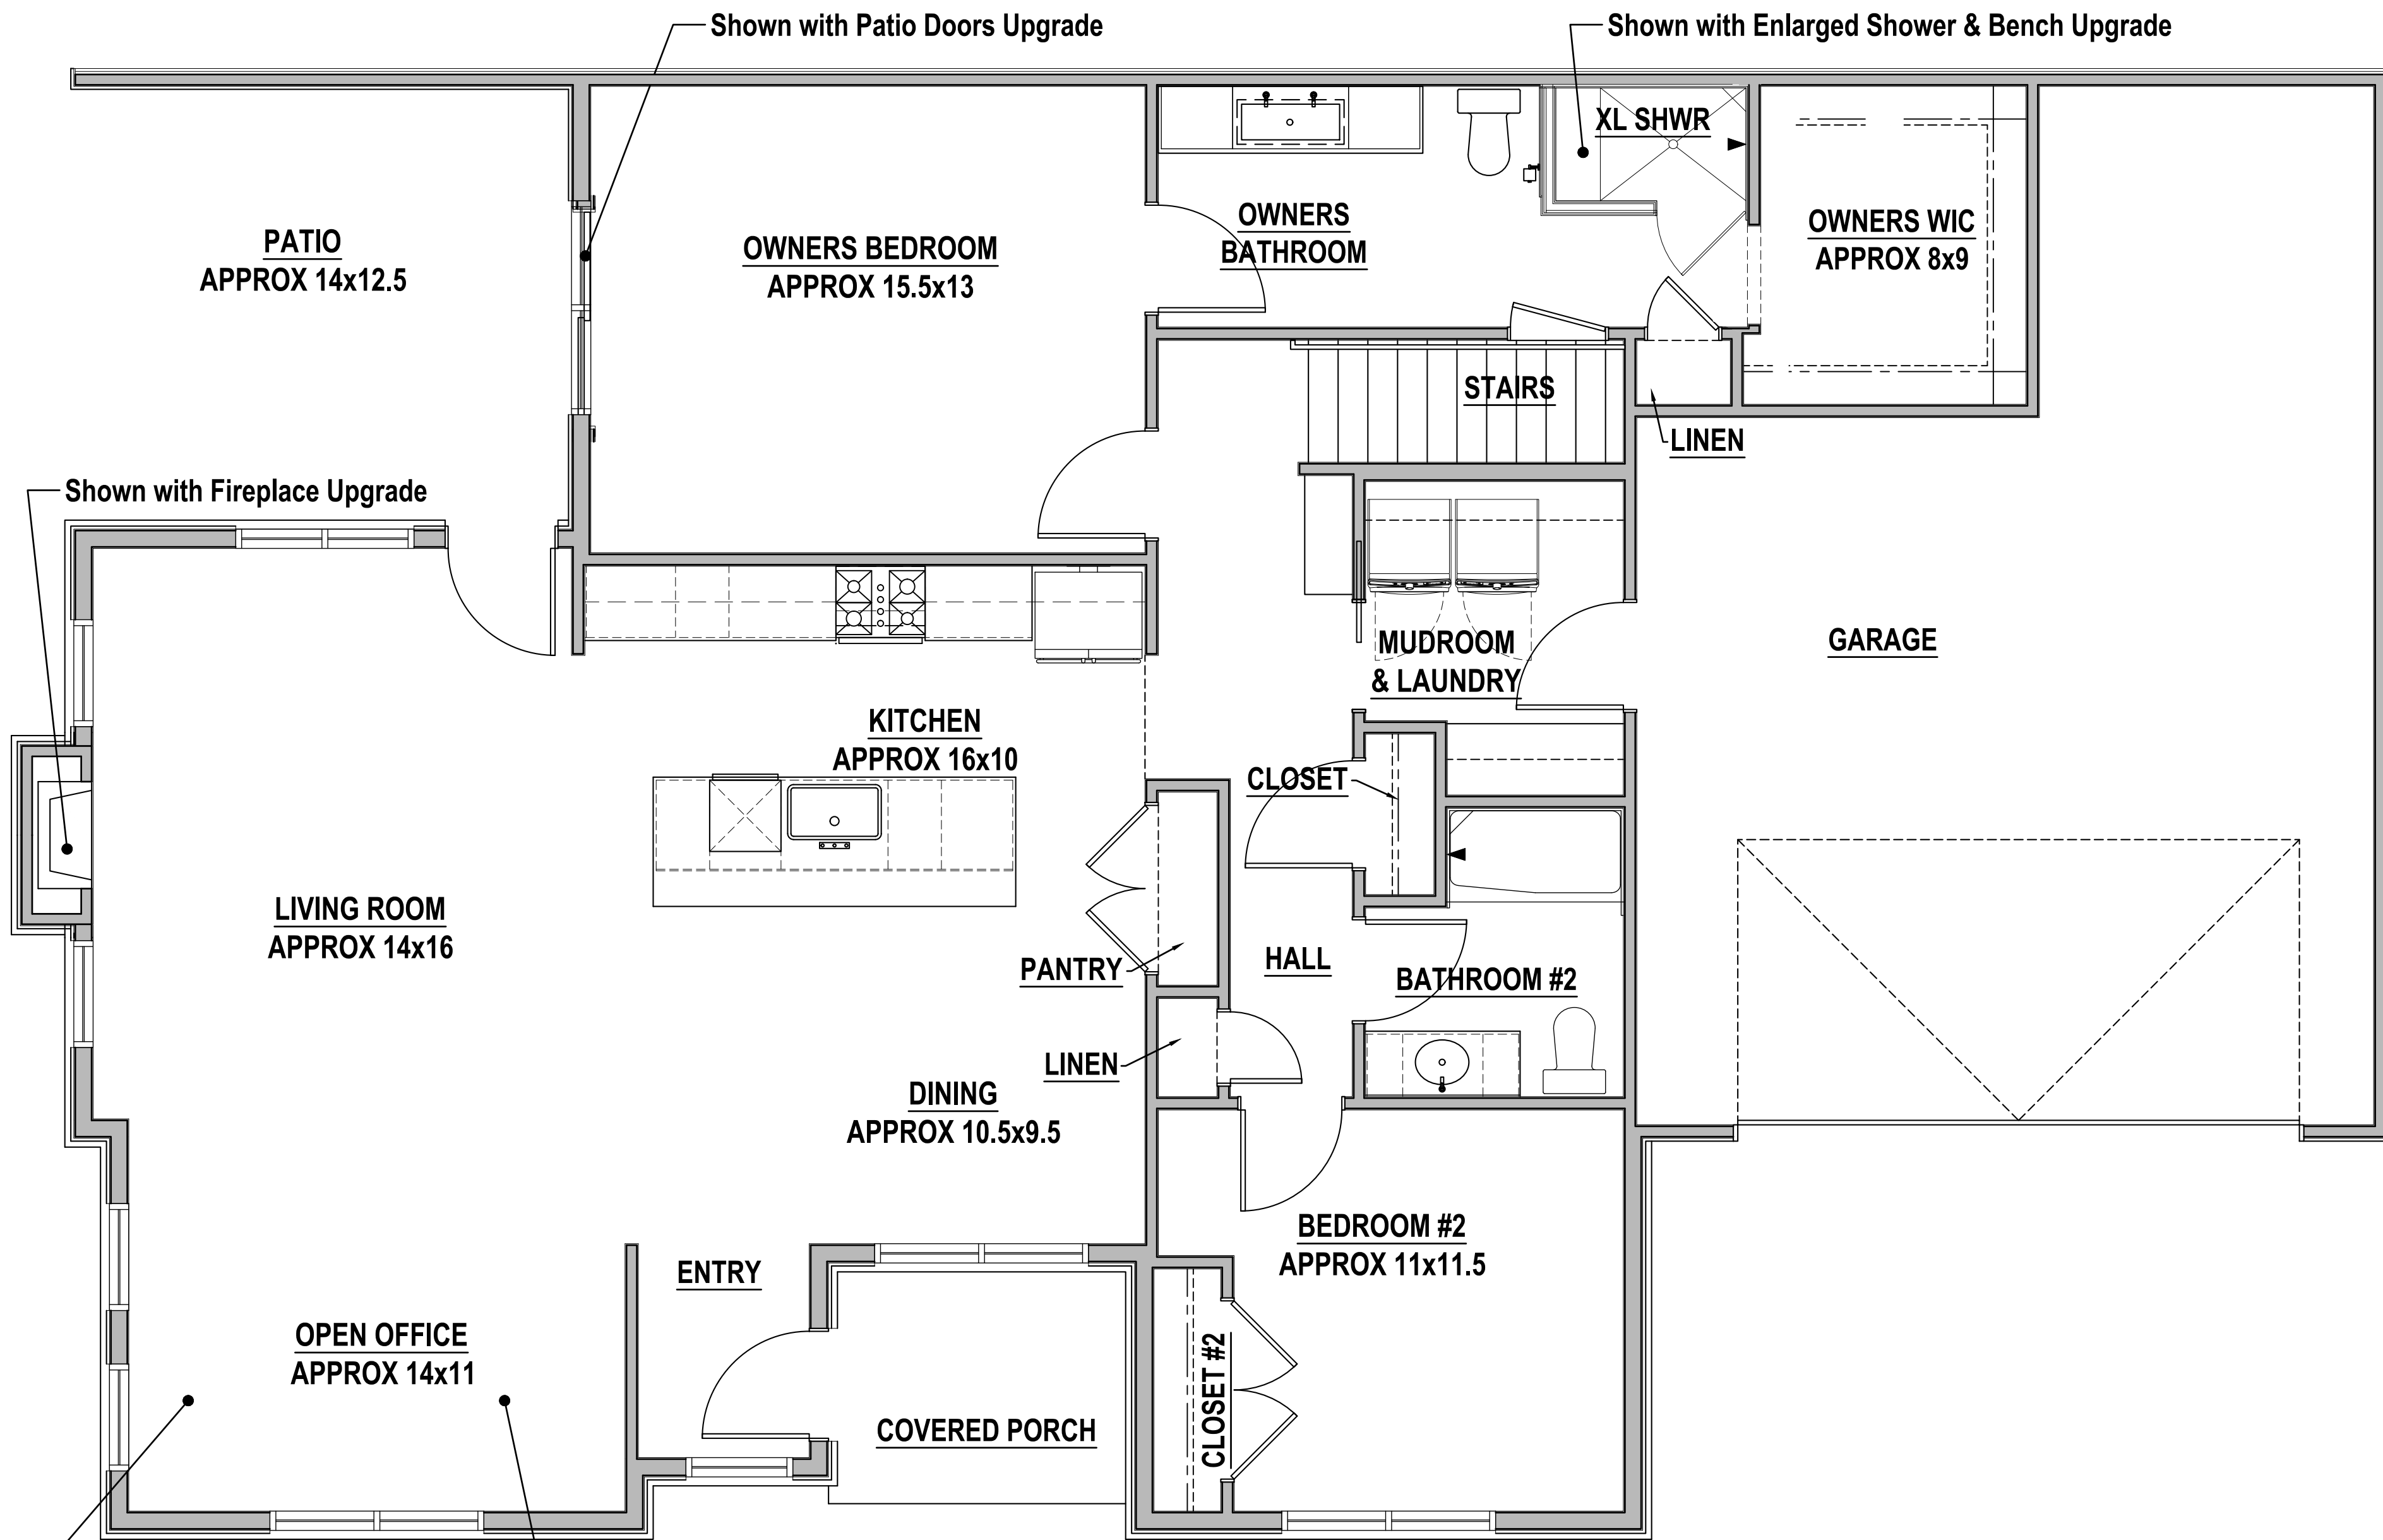 Shown with Patio Doors Upgrade
Shown with Enlarged Shower & Bench Upgrade
XL SHWR
PATIO
APPROX 14x12.5
OWNERS BEDROOM
APPROX 15.5x13
OWNERS
BATHROOM
OWNERS WIC
APPROX 8x9
STAIRS
LINEN
Shown with Fireplace Upgrade
MUDROOM
& LAUNDRY
GARAGE
KITCHEN
APPROX 16x10
CLOSET
LIVING ROOM
APPROX 14x16
PANTRY
HALL
BATHROOM #2
LINEN
DINING
APPROX 10.5x9.5
BEDROOM #2
APPROX 11x11.5
ENTRY
OPEN OFFICE
APPROX 14x11
CLOSET #2
COVERED PORCH